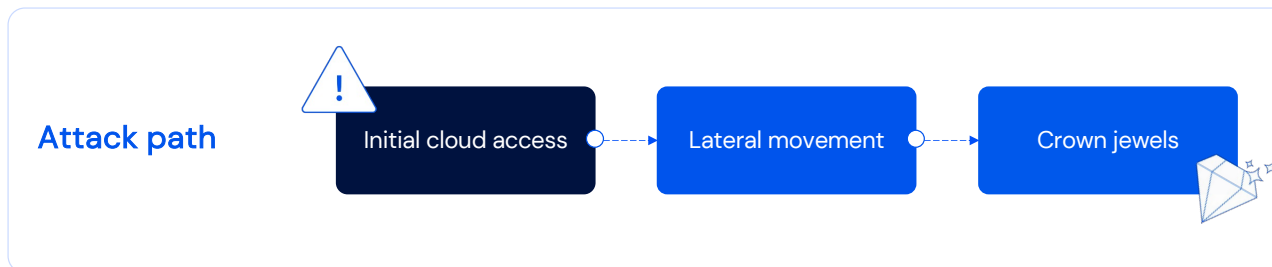 !
Attack path
Initial cloud access
Lateral movement
Crown jewels